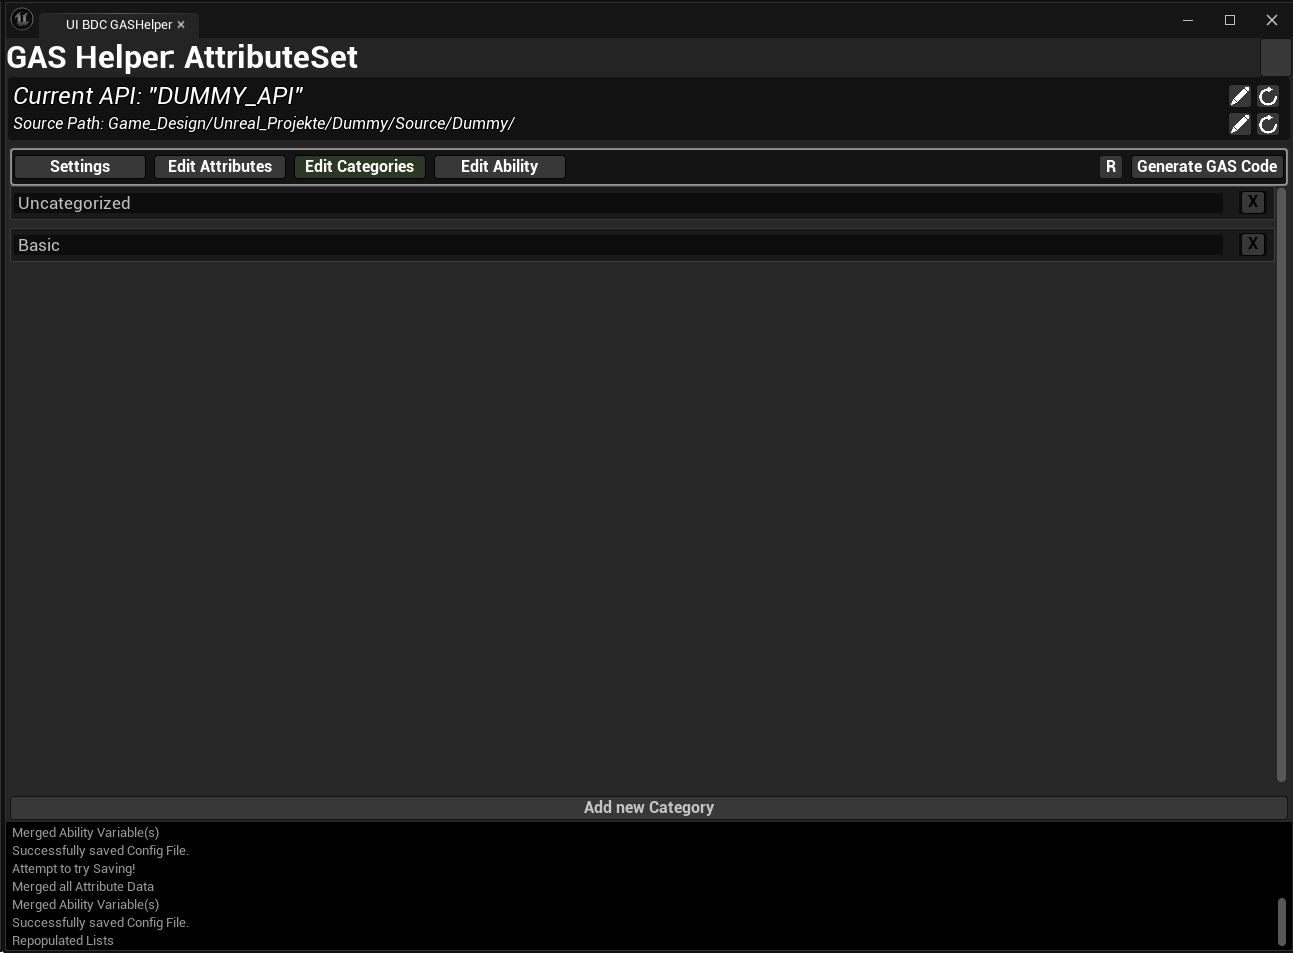 UI BDC GASHelper ×
GAS Helper: AttributeSet
Current API: "DUMMY_API"
Source Path: Game_Design/Unreal_Projekte/Dummy/Source/Dummy/
Settings Edit Attributes Edit Categories Edit Ability R Generate GAS Code
Uncategorized X
Basic X
Add new Category
Merged Ability Variable(s)
Successfully saved Config File.
Attempt to try Saving!
Merged all Attribute Data
Merged Ability Variable(s)
Successfully saved Config File.
Repopulated Lists